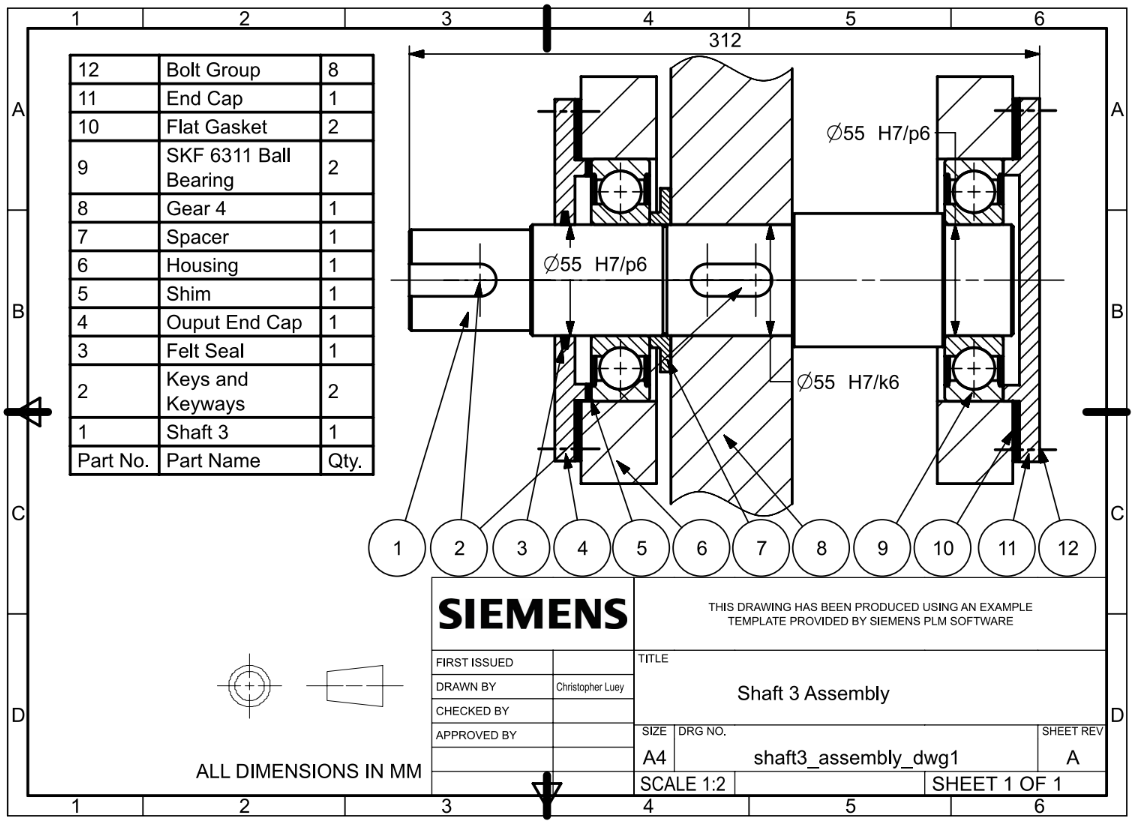 1 2 3 4 5 6
A A
B B
C C
D D
12 Bolt Group 8
11 End Cap 1
10 Flat Gasket 2
9 SKF 6311 Ball 2
Bearing
8 Gear 4 1
7 Spacer 1
6 Housing 1
5 Shim 1
4 Ouput End Cap 1
3 Felt Seal 1
2 Keys and 2
Keyways
1 Shaft 3 1
Part No. Part Name Qty.
312
∅55 H7/p6
∅55 H7/p6
∅55 H7/k6
1 2 3 4 5 6 7 8 9 10 11 12
SIEMENS
THIS DRAWING HAS BEEN PRODUCED USING AN EXAMPLE
TEMPLATE PROVIDED BY SIEMENS PLM SOFTWARE
FIRST ISSUED
DRAWN BY Christopher Luey
CHECKED BY
APPROVED BY
TITLE
Shaft 3 Assembly
SIZE DRG NO. SHEET REV
A4 shaft3_assembly_dwg1 A
SCALE 1:2 SHEET 1 OF 1
ALL DIMENSIONS IN MM
1 2 3 4 5 6